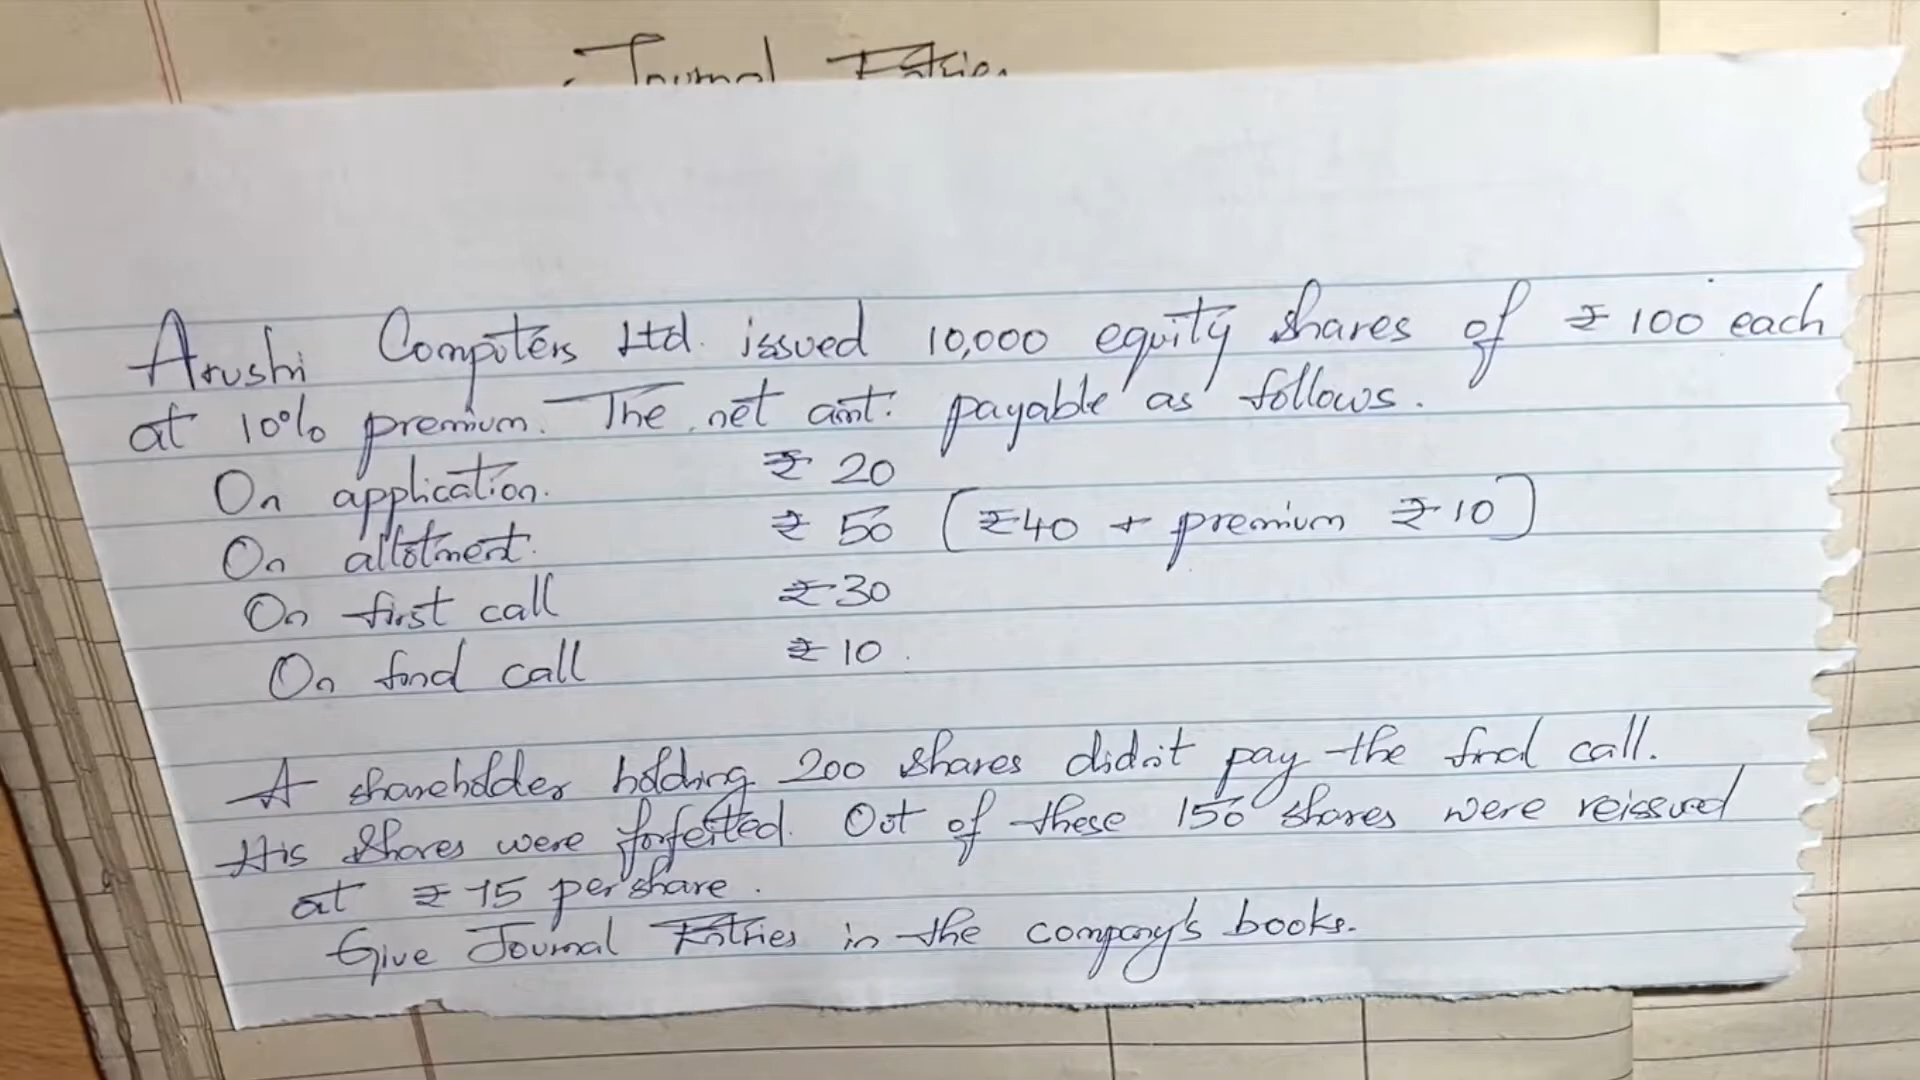 Journal Entries
Arushi Computers Ltd. issued 10,000 equity shares of ₹ 100 each
at 10% premium. The net amt. payable as follows.
On application. ₹ 20
On allotment. ₹ 50 [₹40 + premium ₹10]
On first call ₹30
On final call ₹ 10.
A shareholder holding 200 shares didn't pay the final call.
His shares were forfeited. Out of these 150 shares were reissued
at ₹ 75 per share.
Give Journal Entries in the company's books.